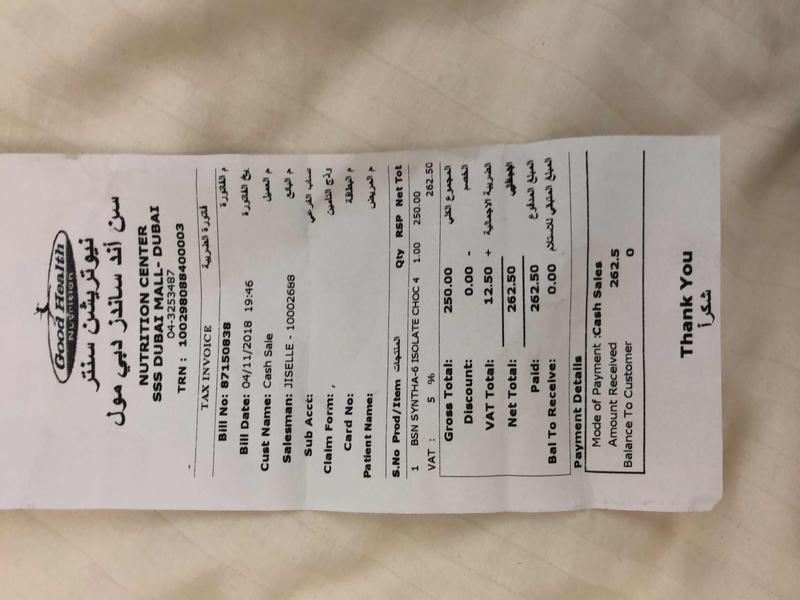 Good Health
Nutrition
نيوتريشن سنتر
سن أند ساندز دبي مول
NUTRITION CENTER
SSS DUBAI MALL- DUBAI
04-3253487
TRN : 100298088400003
TAX INVOICE فاتورة الضريبة
Bill No: 87150838 م الفاتورة
Bill Date: 04/11/2018 19:46 يخ الفاتورة
Cust Name: Cash Sale م العميل
Salesman: JISELLE - 10002688 م البائع
Sub Acct: ساب الفرعي
Claim Form: ,
Card No: م البطاقة
Patient Name: م المريض
S.No Prod/Item المنتجات Qty RSP Net Tot
1 BSN SYNTHA-6 ISOLATE CHOC 4 1.00 250.00
VAT : 5 % 262.50
Gross Total: 250.00 المجموع الكلي
Discount: 0.00 - الخصم
VAT Total: 12.50 + الضريبة الاجمالية
Net Total: 262.50
Paid: 262.50 المبلغ المدفوع
Bal To Receive: 0.00 المبلغ المتبقي للاستلام
Payment Details
Mode of Payment :Cash Sales
Amount Received 262.5
Balance To Customer 0
Thank You
شكراً